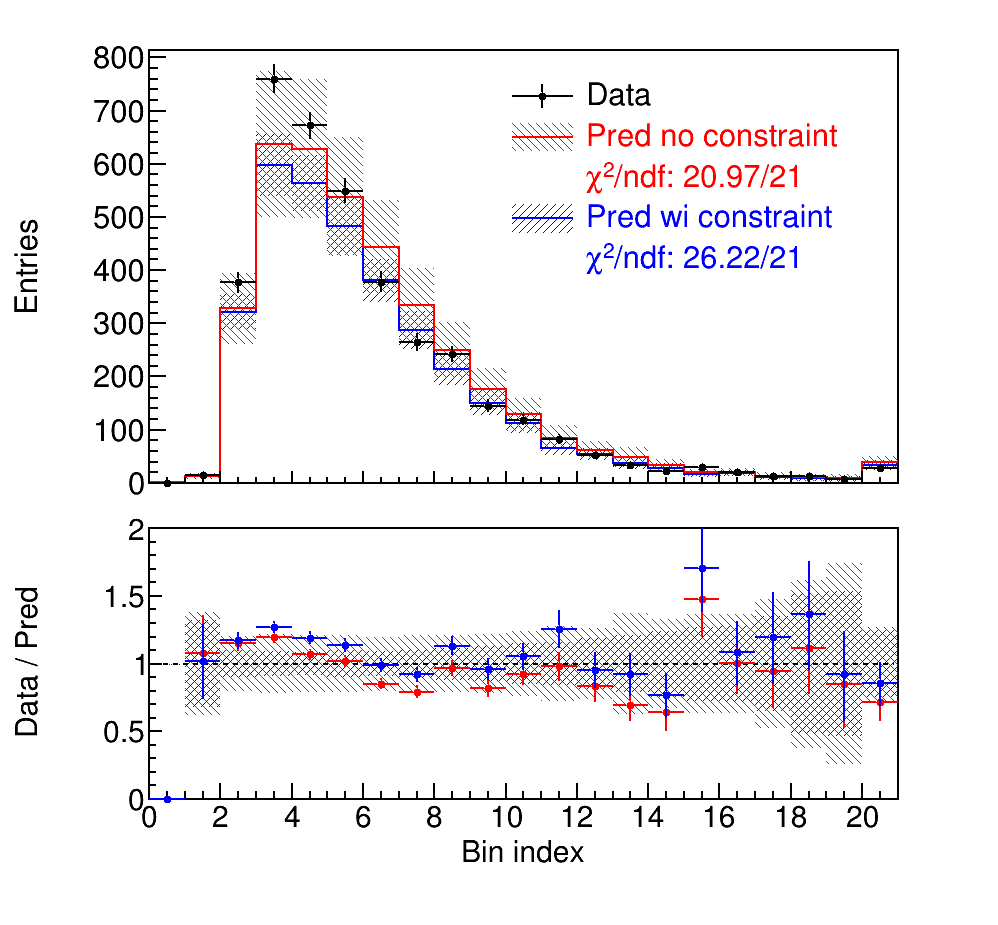 800
700
600
500
400
300
200
100
0
Entries
Data
Pred no constraint
χ²/ndf: 20.97/21
Pred wi constraint
χ²/ndf: 26.22/21
2
1.5
1
0.5
0
Data / Pred
0 2 4 6 8 10 12 14 16 18 20
Bin index